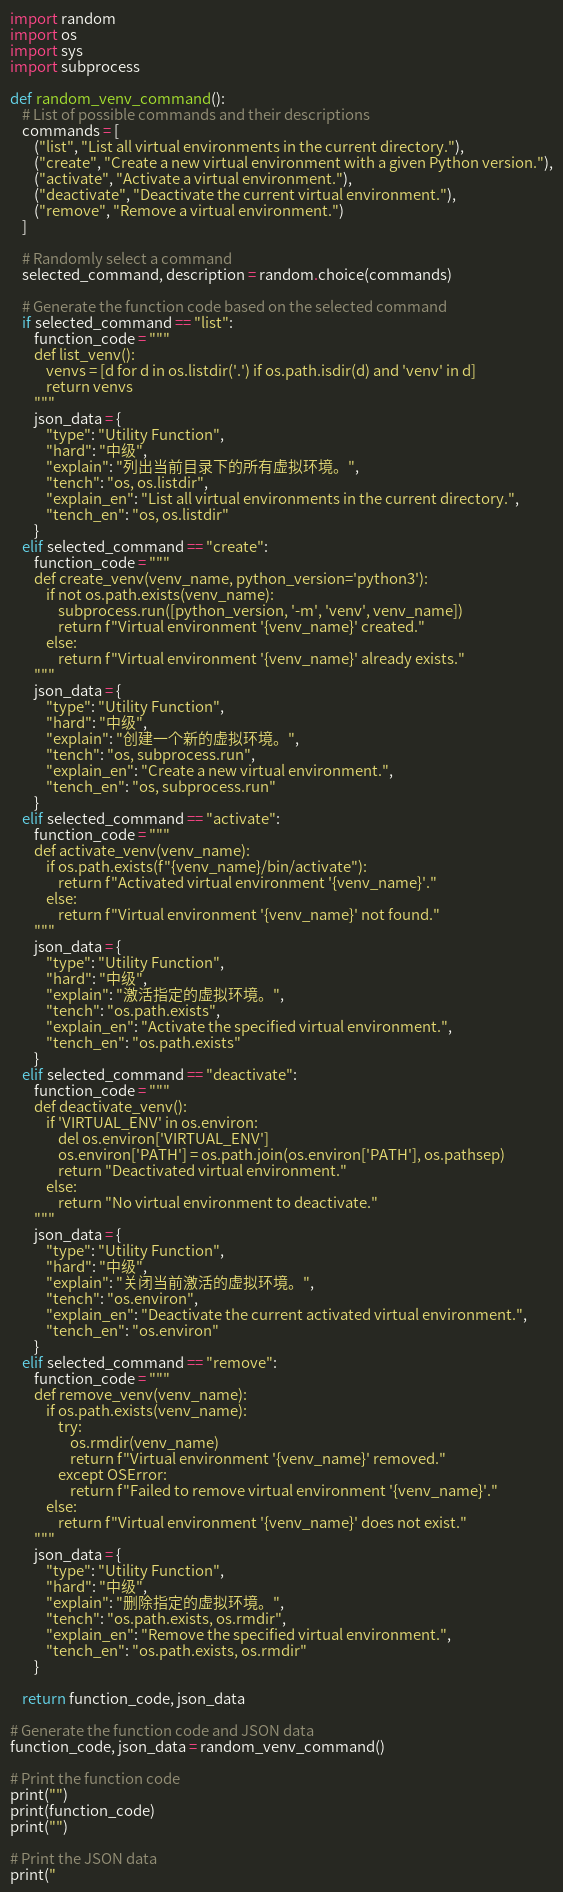 import random
import os
import sys
import subprocess

def random_venv_command():
    # List of possible commands and their descriptions
    commands = [
        ("list", "List all virtual environments in the current directory."),
        ("create", "Create a new virtual environment with a given Python version."),
        ("activate", "Activate a virtual environment."),
        ("deactivate", "Deactivate the current virtual environment."),
        ("remove", "Remove a virtual environment.")
    ]

    # Randomly select a command
    selected_command, description = random.choice(commands)

    # Generate the function code based on the selected command
    if selected_command == "list":
        function_code = """
        def list_venv():
            venvs = [d for d in os.listdir('.') if os.path.isdir(d) and 'venv' in d]
            return venvs
        """
        json_data = {
            "type": "Utility Function",
            "hard": "中级",
            "explain": "列出当前目录下的所有虚拟环境。",
            "tench": "os, os.listdir",
            "explain_en": "List all virtual environments in the current directory.",
            "tench_en": "os, os.listdir"
        }
    elif selected_command == "create":
        function_code = """
        def create_venv(venv_name, python_version='python3'):
            if not os.path.exists(venv_name):
                subprocess.run([python_version, '-m', 'venv', venv_name])
                return f"Virtual environment '{venv_name}' created."
            else:
                return f"Virtual environment '{venv_name}' already exists."
        """
        json_data = {
            "type": "Utility Function",
            "hard": "中级",
            "explain": "创建一个新的虚拟环境。",
            "tench": "os, subprocess.run",
            "explain_en": "Create a new virtual environment.",
            "tench_en": "os, subprocess.run"
        }
    elif selected_command == "activate":
        function_code = """
        def activate_venv(venv_name):
            if os.path.exists(f"{venv_name}/bin/activate"):
                return f"Activated virtual environment '{venv_name}'."
            else:
                return f"Virtual environment '{venv_name}' not found."
        """
        json_data = {
            "type": "Utility Function",
            "hard": "中级",
            "explain": "激活指定的虚拟环境。",
            "tench": "os.path.exists",
            "explain_en": "Activate the specified virtual environment.",
            "tench_en": "os.path.exists"
        }
    elif selected_command == "deactivate":
        function_code = """
        def deactivate_venv():
            if 'VIRTUAL_ENV' in os.environ:
                del os.environ['VIRTUAL_ENV']
                os.environ['PATH'] = os.path.join(os.environ['PATH'], os.pathsep)
                return "Deactivated virtual environment."
            else:
                return "No virtual environment to deactivate."
        """
        json_data = {
            "type": "Utility Function",
            "hard": "中级",
            "explain": "关闭当前激活的虚拟环境。",
            "tench": "os.environ",
            "explain_en": "Deactivate the current activated virtual environment.",
            "tench_en": "os.environ"
        }
    elif selected_command == "remove":
        function_code = """
        def remove_venv(venv_name):
            if os.path.exists(venv_name):
                try:
                    os.rmdir(venv_name)
                    return f"Virtual environment '{venv_name}' removed."
                except OSError:
                    return f"Failed to remove virtual environment '{venv_name}'."
            else:
                return f"Virtual environment '{venv_name}' does not exist."
        """
        json_data = {
            "type": "Utility Function",
            "hard": "中级",
            "explain": "删除指定的虚拟环境。",
            "tench": "os.path.exists, os.rmdir",
            "explain_en": "Remove the specified virtual environment.",
            "tench_en": "os.path.exists, os.rmdir"
        }

    return function_code, json_data

# Generate the function code and JSON data
function_code, json_data = random_venv_command()

# Print the function code
print("")
print(function_code)
print("")

# Print the JSON data
print("